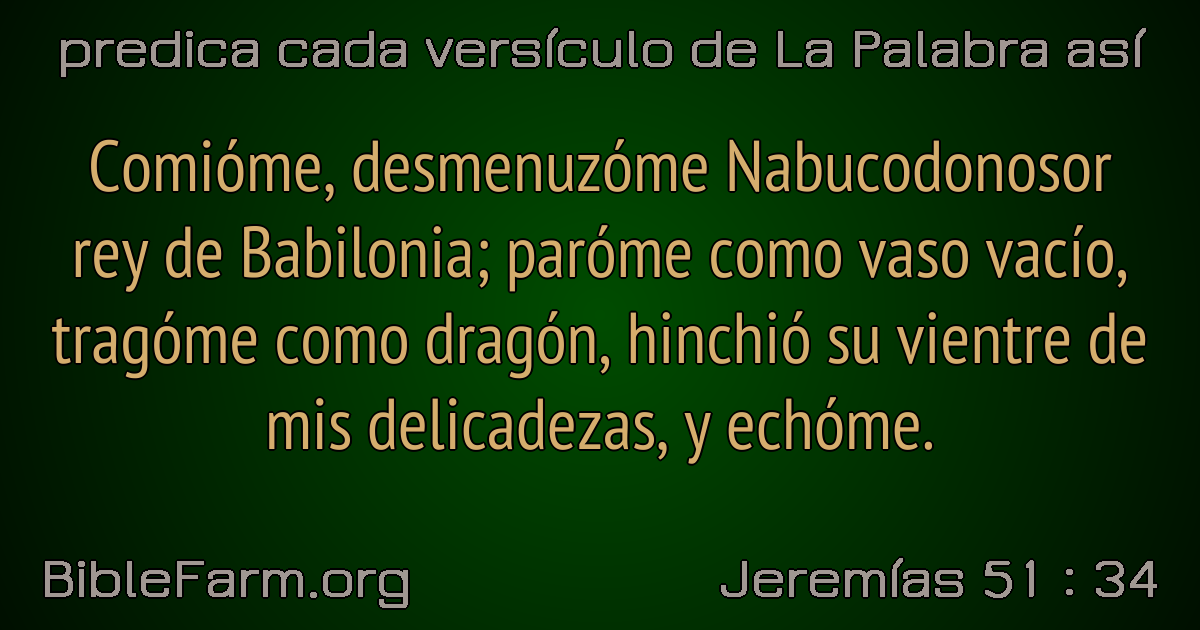 predica cada versículo de La Palabra así
Comióme, desmenuzóme Nabucodonosor
rey de Babilonia; paróme como vaso vacío,
tragóme como dragón, hinchió su vientre de
mis delicadezas, y echóme.
BibleFarm.org
Jeremías 51 : 34